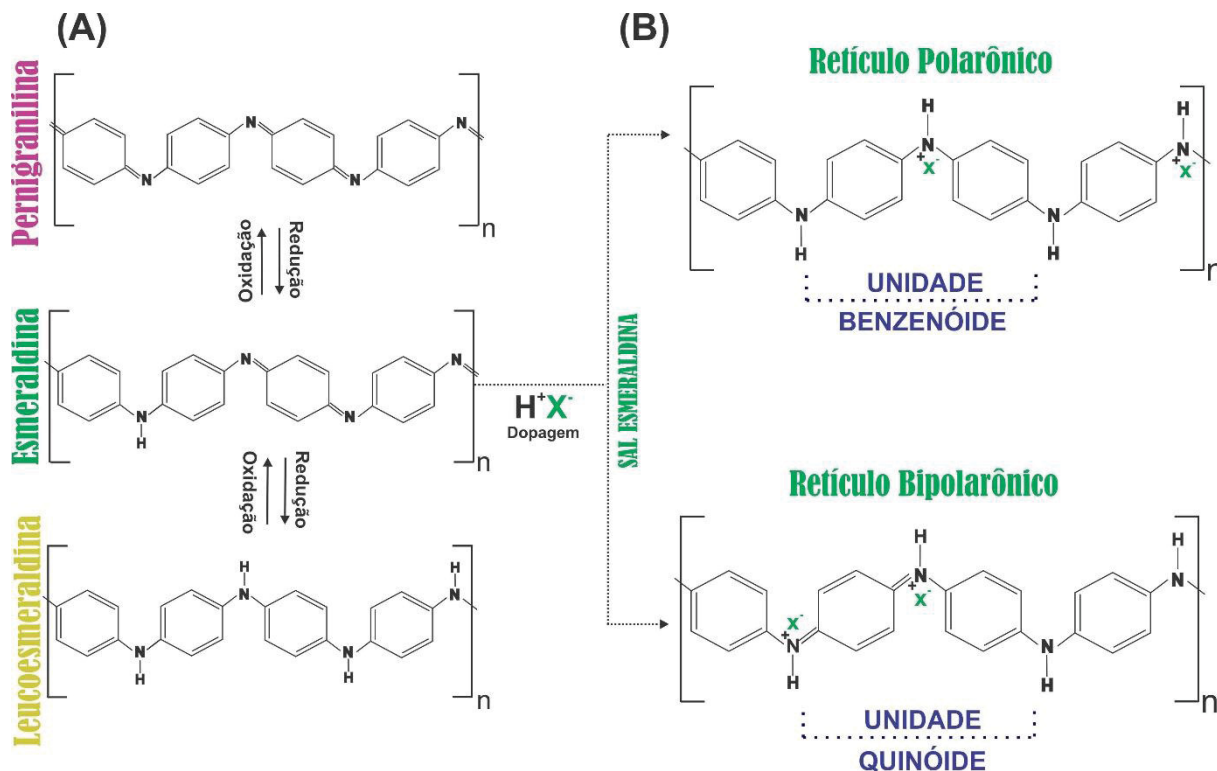 (A)
Pernigranilina
N
N
N
N
n
Oxidação
Redução
Esmeraldina
N
N
N
H
N
n
Oxidação
Redução
Leucoesmeraldina
H
N
H
N
N
H
N
H
n
H⁺X⁻
Dopagem
SAL ESMERALDINA
(B)
Retículo Polarônico
H
N
+
X⁻
H
N
+
X⁻
N
H
N
H
n
UNIDADE
BENZENÓIDE
Retículo Bipolarônico
H
N
+
X⁻
H
N
X⁻
+
N
H
N
H
n
UNIDADE
QUINÓIDE